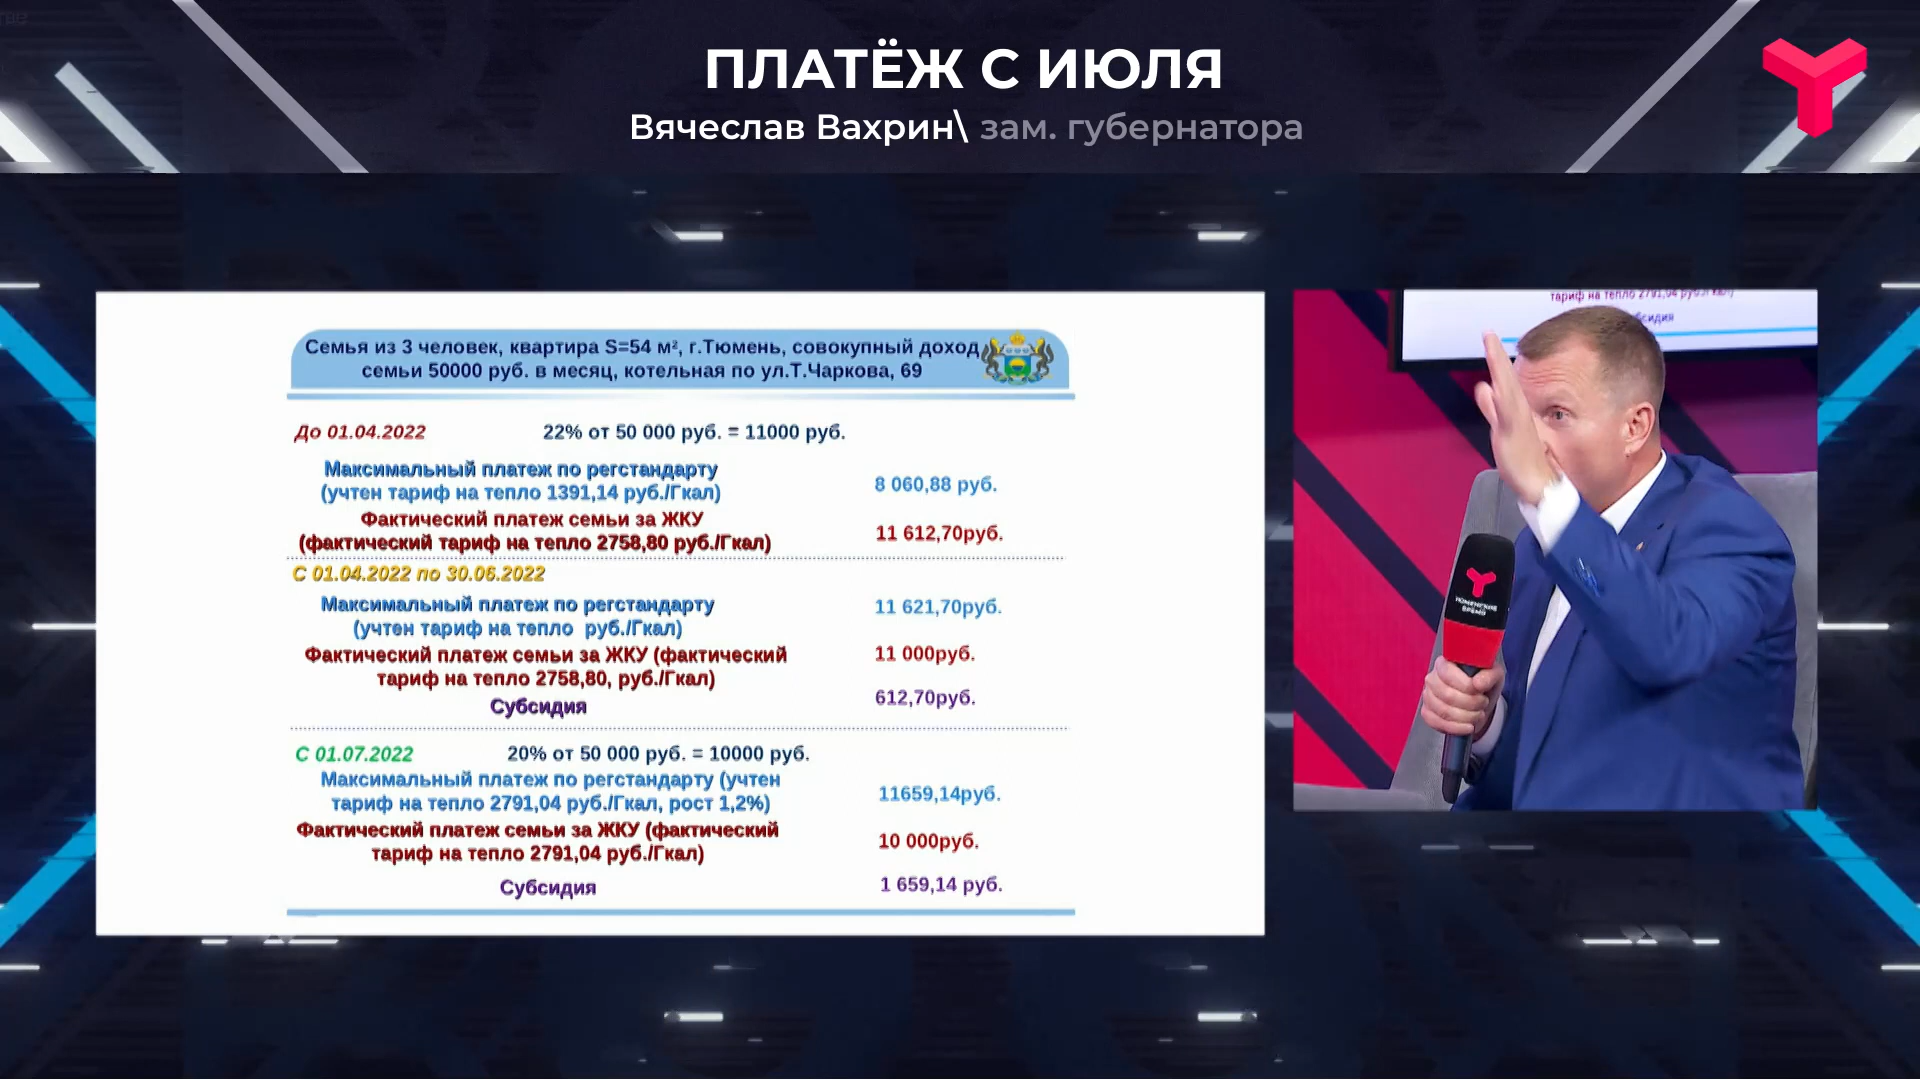 ПЛАТЁЖ С ИЮЛЯ
Вячеслав Вахрин\ зам. губернатора
Семья из 3 человек, квартира S=54 м², г.Тюмень, совокупный доход
семьи 50000 руб. в месяц, котельная по ул.Т.Чаркова, 69
До 01.04.2022 22% от 50 000 руб. = 11000 руб.
Максимальный платеж по регстандарту
(учтен тариф на тепло 1391,14 руб./Гкал)
8 060,88 руб.
Фактический платеж семьи за ЖКУ
(фактический тариф на тепло 2758,80 руб./Гкал)
11 612,70руб.
С 01.04.2022 по 30.06.2022
Максимальный платеж по регстандарту
(учтен тариф на тепло руб./Гкал)
11 621,70руб.
Фактический платеж семьи за ЖКУ (фактический
тариф на тепло 2758,80, руб./Гкал)
11 000руб.
Субсидия
612,70руб.
С 01.07.2022 20% от 50 000 руб. = 10000 руб.
Максимальный платеж по регстандарту (учтен
тариф на тепло 2791,04 руб./Гкал, рост 1,2%)
11659,14руб.
Фактический платеж семьи за ЖКУ (фактический
тариф на тепло 2791,04 руб./Гкал)
10 000руб.
Субсидия
1 659,14 руб.
тариф на тепло 2791,04 руб./Гкал)